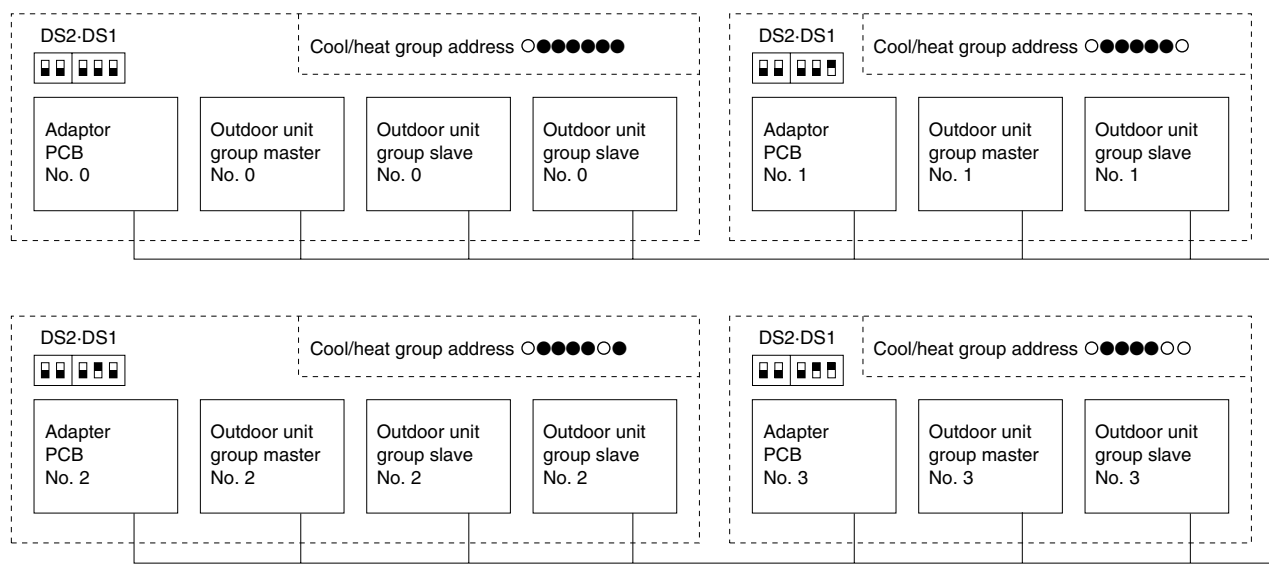 DS2·DS1
Cool/heat group address ○●●●●●●
Adaptor
PCB
No. 0
Outdoor unit
group master
No. 0
Outdoor unit
group slave
No. 0
Outdoor unit
group slave
No. 0
DS2·DS1
Cool/heat group address ○●●●●●○
Adaptor
PCB
No. 1
Outdoor unit
group master
No. 1
Outdoor unit
group slave
No. 1
DS2·DS1
Cool/heat group address ○●●●●○●
Adapter
PCB
No. 2
Outdoor unit
group master
No. 2
Outdoor unit
group slave
No. 2
Outdoor unit
group slave
No. 2
DS2·DS1
Cool/heat group address ○●●●●○○
Adapter
PCB
No. 3
Outdoor unit
group master
No. 3
Outdoor unit
group slave
No. 3